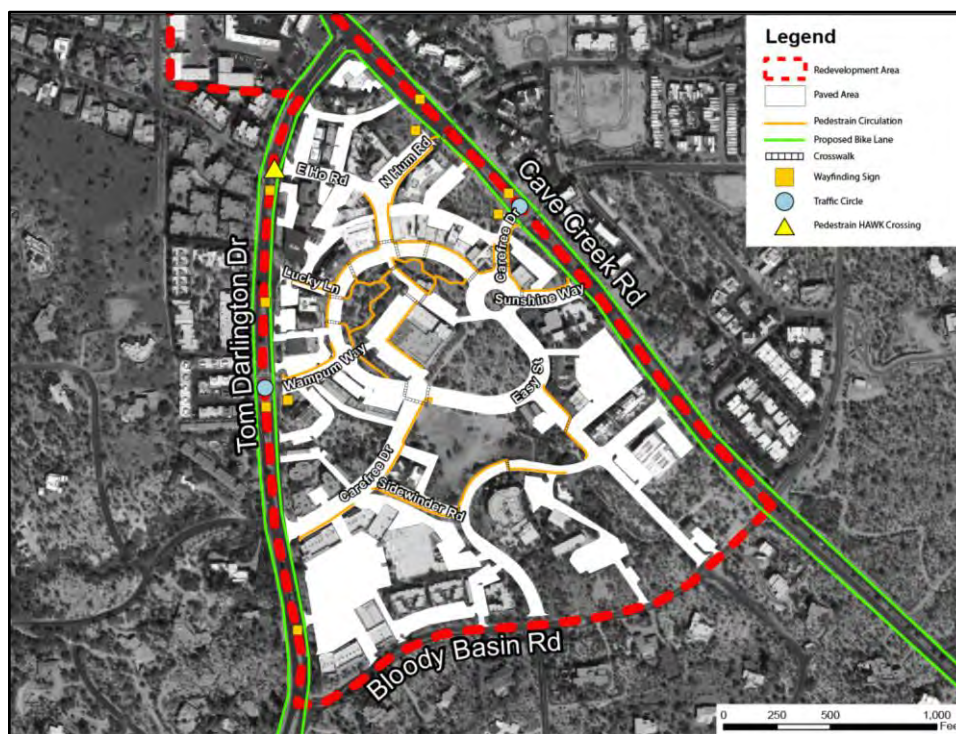 Legend
Redevelopment Area
Paved Area
Pedestrain Circulation
Proposed Bike Lane
Crosswalk
Wayfinding Sign
Traffic Circle
Pedestrain HAWK Crossing
E Ho Rd
N Hum Rd
Cave Creek Rd
Carefree Dr
Lucky Ln
Sunshine Way
Tom Darlington Dr
Wampum Way
Easy St
Carefree Dr
Sidewinder Rd
Bloody Basin Rd
0 250 500 1,000
Fee